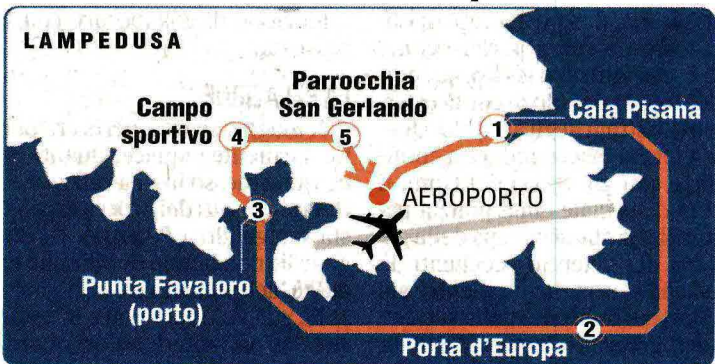 LAMPEDUSA
Parrocchia
San Gerlando
Campo
sportivo
4
5
1
Cala Pisana
AEROPORTO
3
Punta Favaloro
(porto)
2
Porta d'Europa